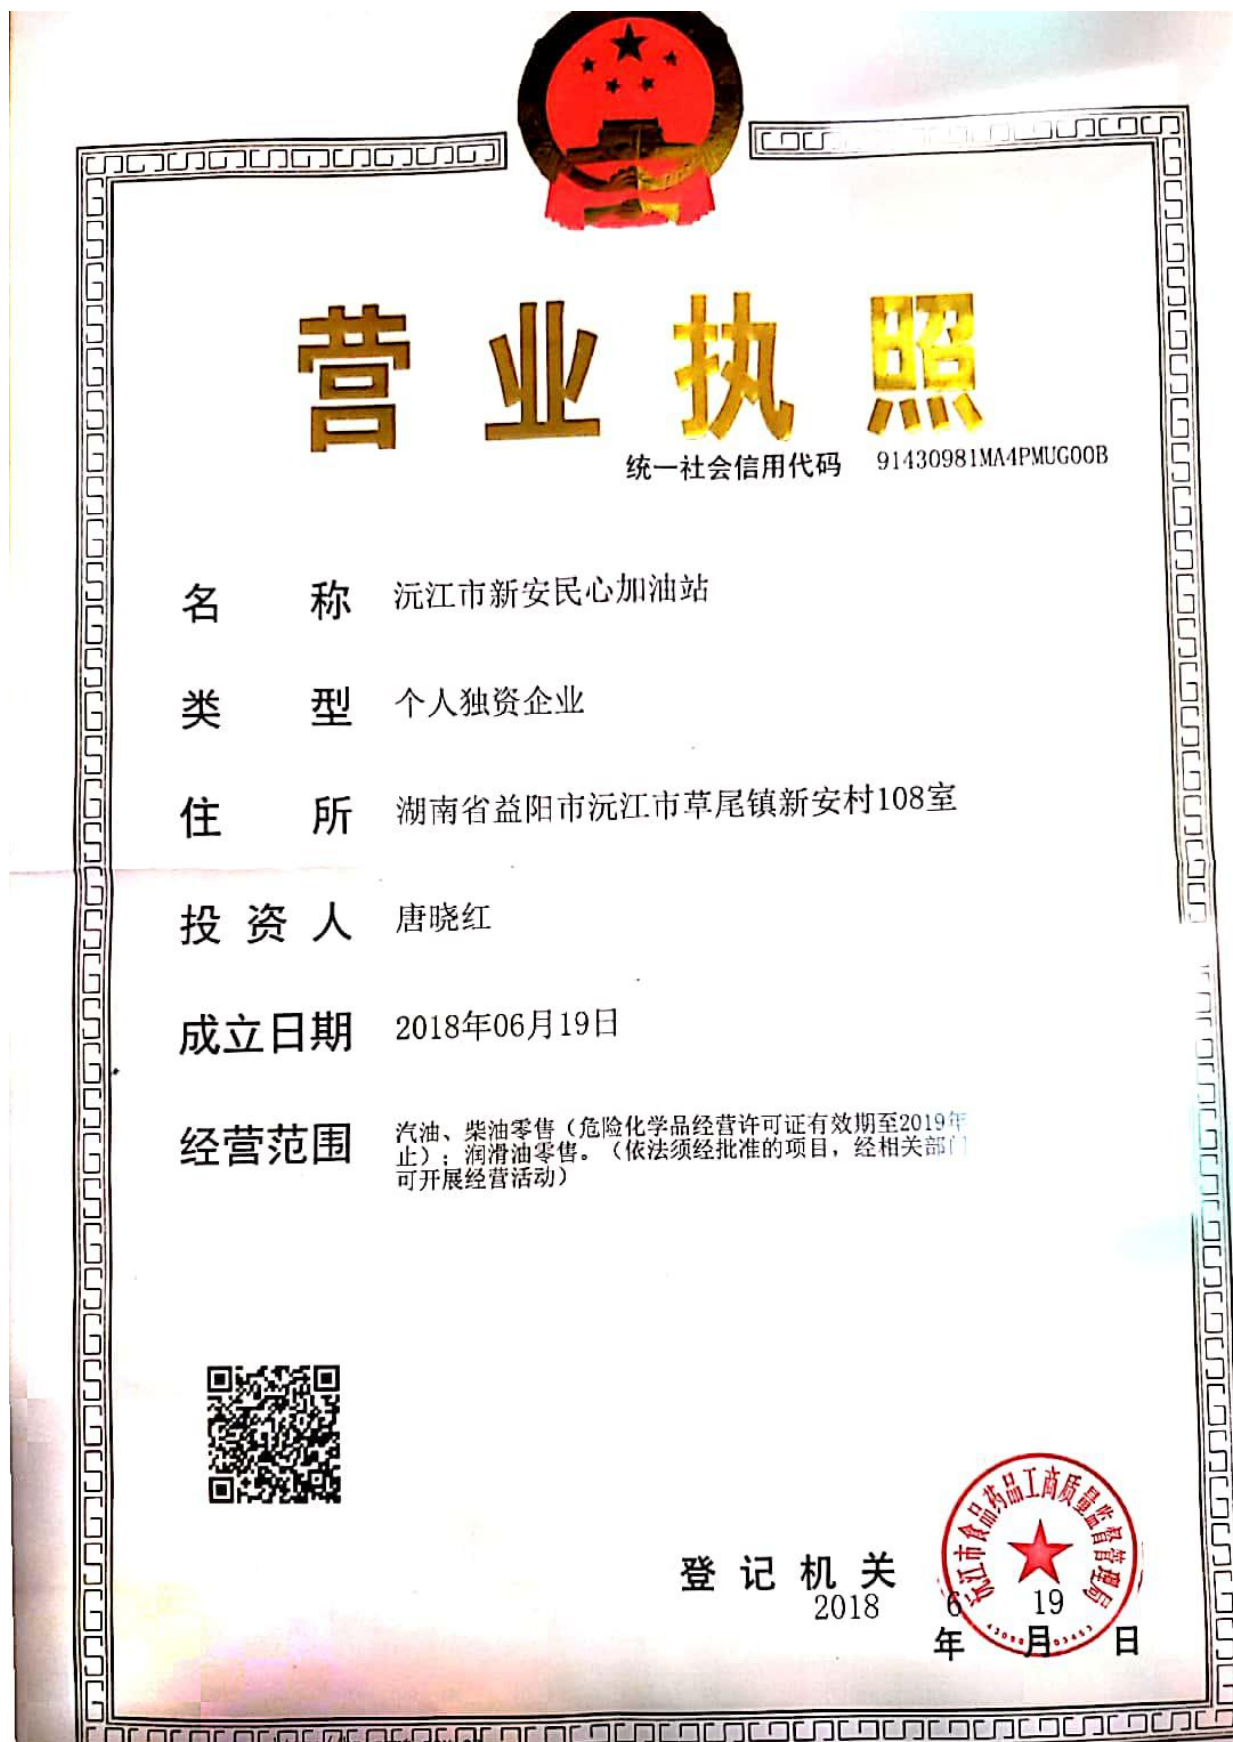 营业执照
统一社会信用代码 91430981MA4PMUG00B
名称 沅江市新安民心加油站
类型 个人独资企业
住所 湖南省益阳市沅江市草尾镇新安村108室
投资人 唐晓红
成立日期 2018年06月19日
经营范围 汽油、柴油零售（危险化学品经营许可证有效期至2019年
止）；润滑油零售。（依法须经批准的项目，经相关部门
可开展经营活动）
沅江市食品药品工商质量监督管理局
登记机关
2018 6 19
年 月 日